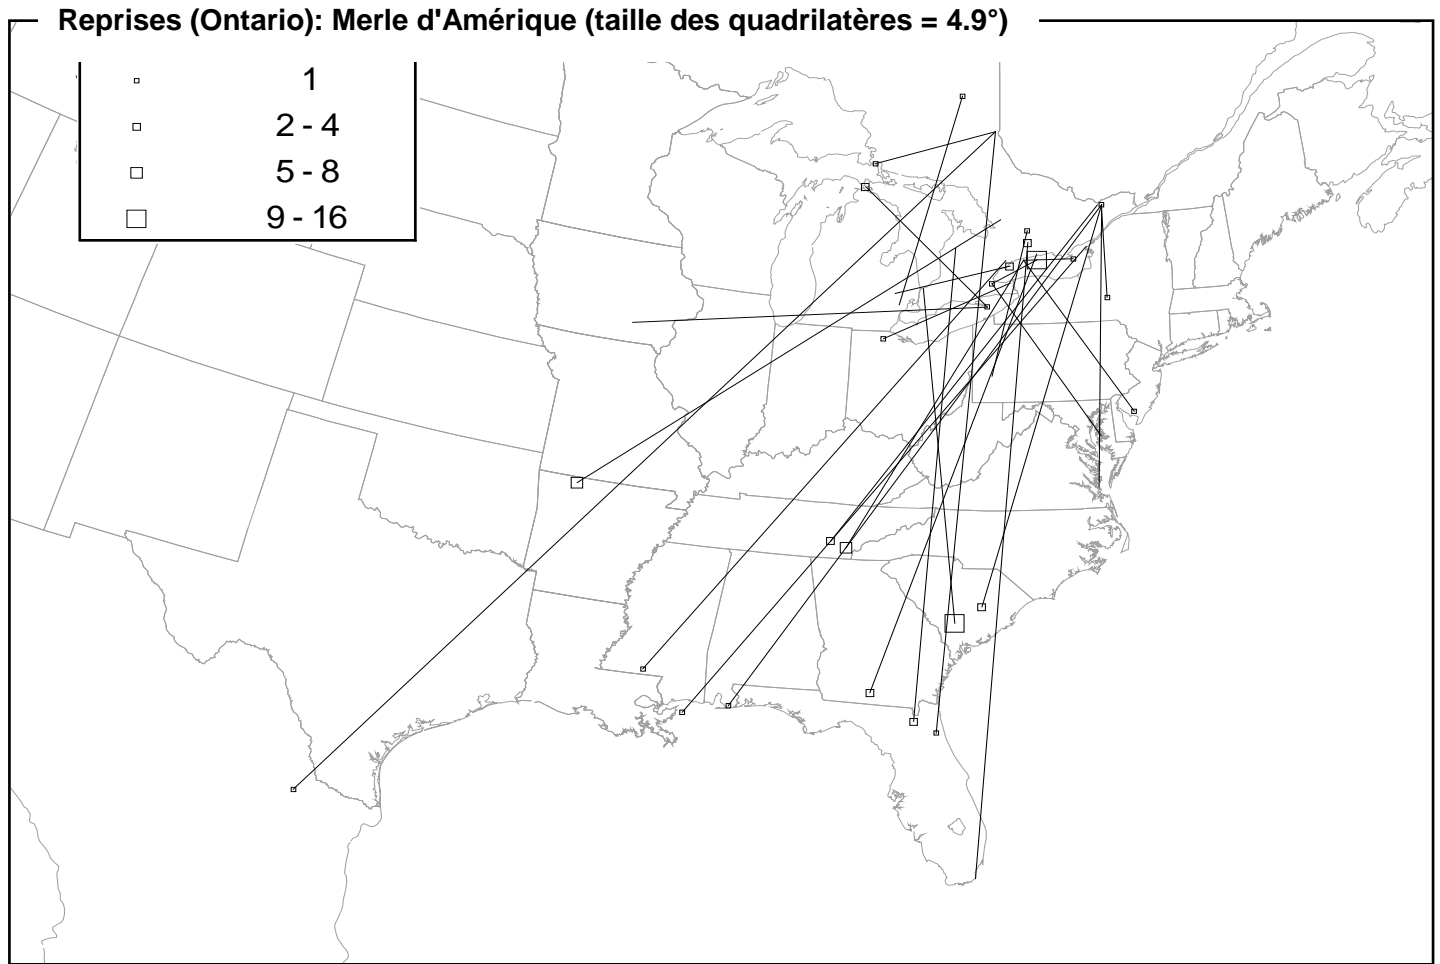 Reprises (Ontario): Merle d'Amérique (taille des quadrilatères = 4.9°)
1
2 - 4
5 - 8
9 - 16